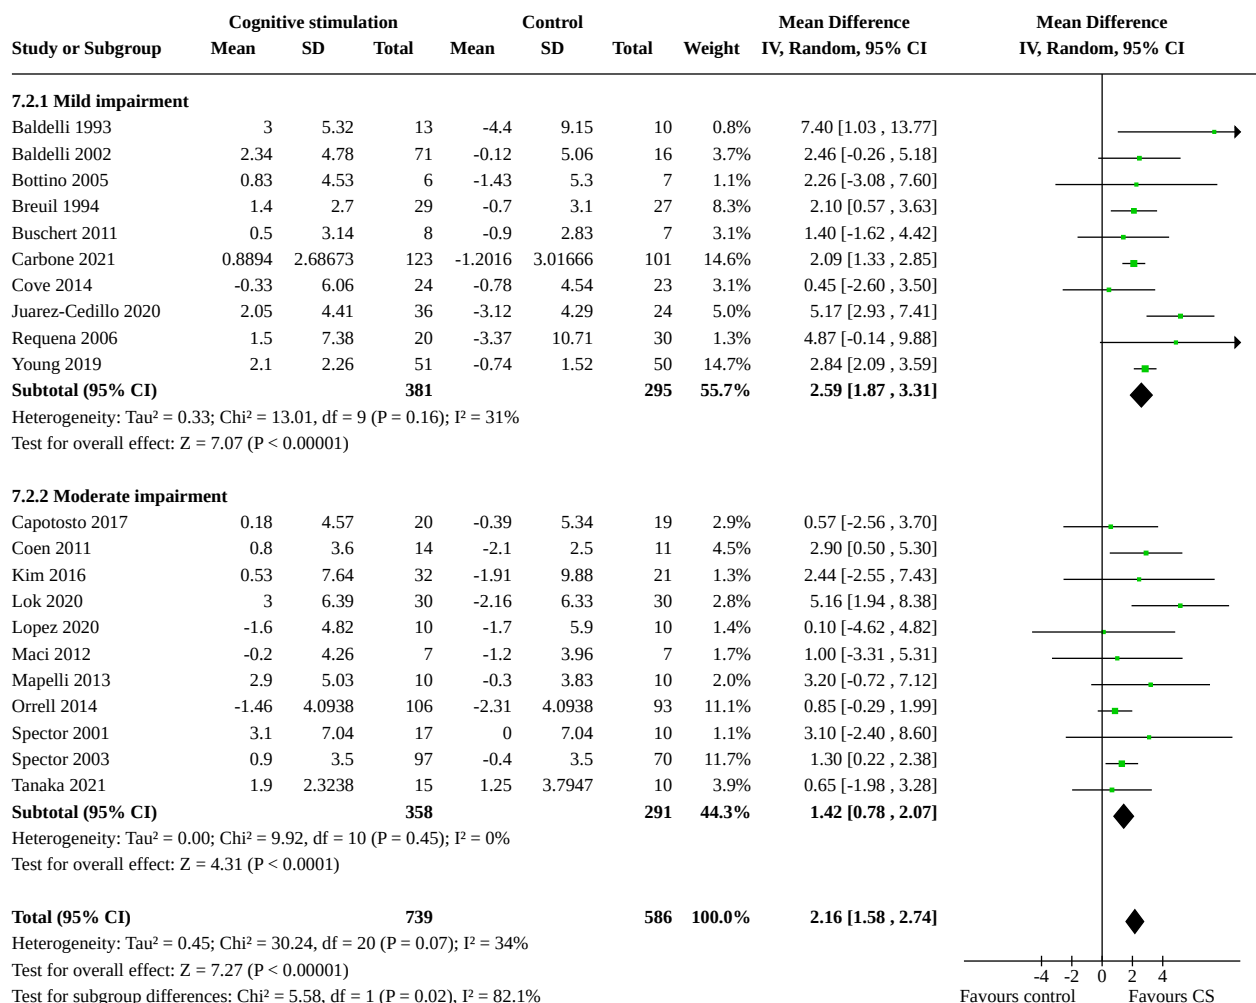 Cognitive stimulation Control Mean Difference Mean Difference
Study or Subgroup Mean SD Total Mean SD Total Weight IV, Random, 95% CI IV, Random, 95% CI
7.2.1 Mild impairment
Baldelli 1993 3 5.32 13 -4.4 9.15 10 0.8% 7.40 [1.03 , 13.77]
Baldelli 2002 2.34 4.78 71 -0.12 5.06 16 3.7% 2.46 [-0.26 , 5.18]
Bottino 2005 0.83 4.53 6 -1.43 5.3 7 1.1% 2.26 [-3.08 , 7.60]
Breuil 1994 1.4 2.7 29 -0.7 3.1 27 8.3% 2.10 [0.57 , 3.63]
Buschert 2011 0.5 3.14 8 -0.9 2.83 7 3.1% 1.40 [-1.62 , 4.42]
Carbone 2021 0.8894 2.68673 123 -1.2016 3.01666 101 14.6% 2.09 [1.33 , 2.85]
Cove 2014 -0.33 6.06 24 -0.78 4.54 23 3.1% 0.45 [-2.60 , 3.50]
Juarez-Cedillo 2020 2.05 4.41 36 -3.12 4.29 24 5.0% 5.17 [2.93 , 7.41]
Requena 2006 1.5 7.38 20 -3.37 10.71 30 1.3% 4.87 [-0.14 , 9.88]
Young 2019 2.1 2.26 51 -0.74 1.52 50 14.7% 2.84 [2.09 , 3.59]
Subtotal (95% CI) 381 295 55.7% 2.59 [1.87 , 3.31]
Heterogeneity: Tau² = 0.33; Chi² = 13.01, df = 9 (P = 0.16); I² = 31%
Test for overall effect: Z = 7.07 (P < 0.00001)
7.2.2 Moderate impairment
Capotosto 2017 0.18 4.57 20 -0.39 5.34 19 2.9% 0.57 [-2.56 , 3.70]
Coen 2011 0.8 3.6 14 -2.1 2.5 11 4.5% 2.90 [0.50 , 5.30]
Kim 2016 0.53 7.64 32 -1.91 9.88 21 1.3% 2.44 [-2.55 , 7.43]
Lok 2020 3 6.39 30 -2.16 6.33 30 2.8% 5.16 [1.94 , 8.38]
Lopez 2020 -1.6 4.82 10 -1.7 5.9 10 1.4% 0.10 [-4.62 , 4.82]
Maci 2012 -0.2 4.26 7 -1.2 3.96 7 1.7% 1.00 [-3.31 , 5.31]
Mapelli 2013 2.9 5.03 10 -0.3 3.83 10 2.0% 3.20 [-0.72 , 7.12]
Orrell 2014 -1.46 4.0938 106 -2.31 4.0938 93 11.1% 0.85 [-0.29 , 1.99]
Spector 2001 3.1 7.04 17 0 7.04 10 1.1% 3.10 [-2.40 , 8.60]
Spector 2003 0.9 3.5 97 -0.4 3.5 70 11.7% 1.30 [0.22 , 2.38]
Tanaka 2021 1.9 2.3238 15 1.25 3.7947 10 3.9% 0.65 [-1.98 , 3.28]
Subtotal (95% CI) 358 291 44.3% 1.42 [0.78 , 2.07]
Heterogeneity: Tau² = 0.00; Chi² = 9.92, df = 10 (P = 0.45); I² = 0%
Test for overall effect: Z = 4.31 (P < 0.0001)
Total (95% CI) 739 586 100.0% 2.16 [1.58 , 2.74]
Heterogeneity: Tau² = 0.45; Chi² = 30.24, df = 20 (P = 0.07); I² = 34%
Test for overall effect: Z = 7.27 (P < 0.00001)
-4 -2 0 2 4
Test for subgroup differences: Chi² = 5.58, df = 1 (P = 0.02), I² = 82.1%
Favours control Favours CS